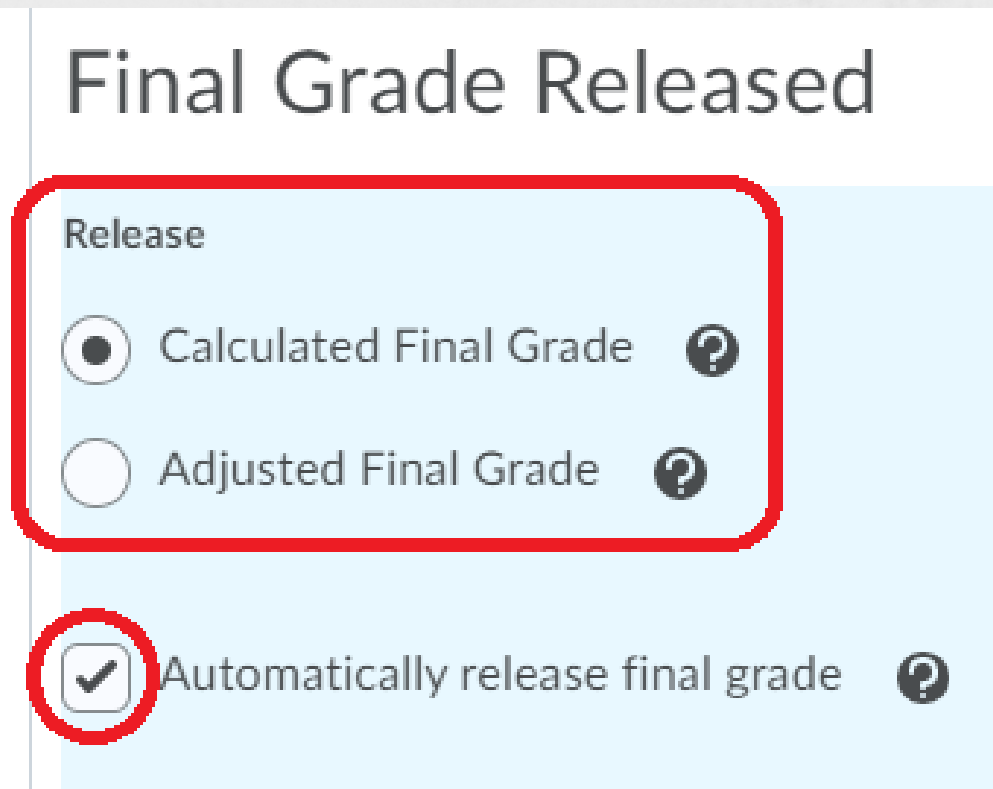 Final Grade Released
Release
Calculated Final Grade ?
Adjusted Final Grade ?
Automatically release final grade ?